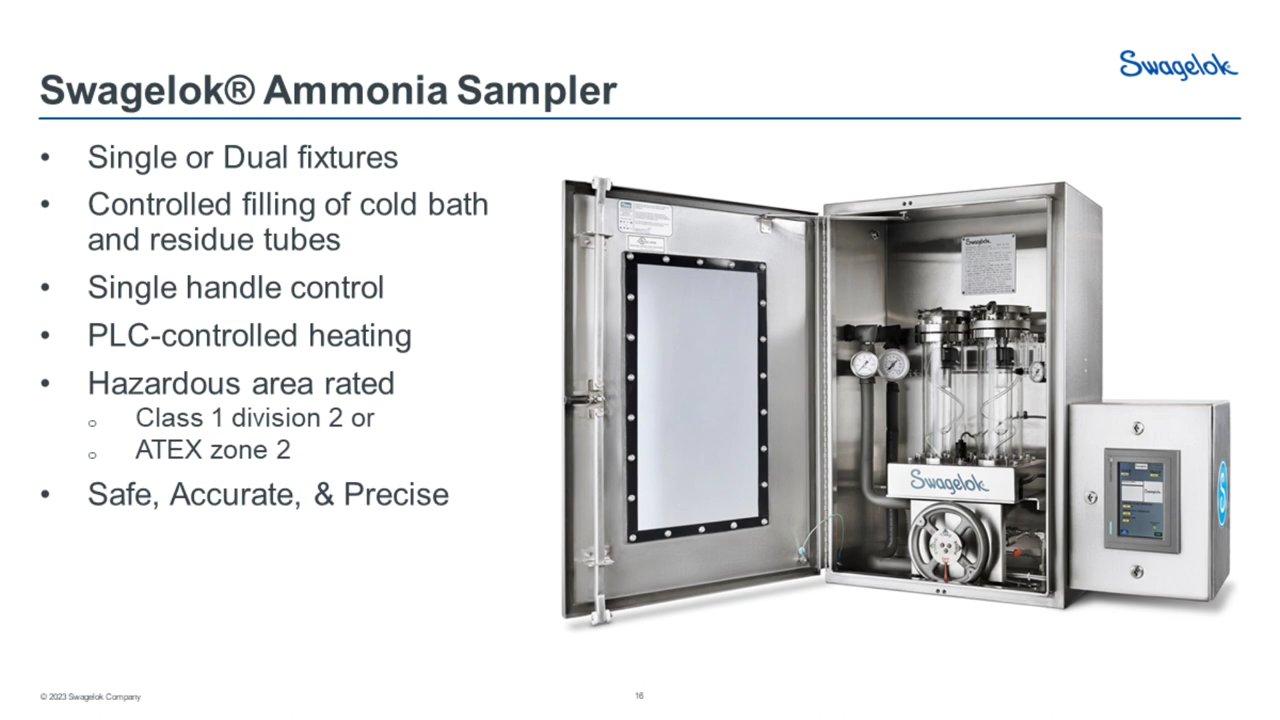 Swagelok
Swagelok® Ammonia Sampler
• Single or Dual fixtures
• Controlled filling of cold bath
and residue tubes
• Single handle control
• PLC-controlled heating
• Hazardous area rated
o Class 1 division 2 or
o ATEX zone 2
• Safe, Accurate, & Precise
Swagelok
Swagelok
© 2023 Swagelok Company
16